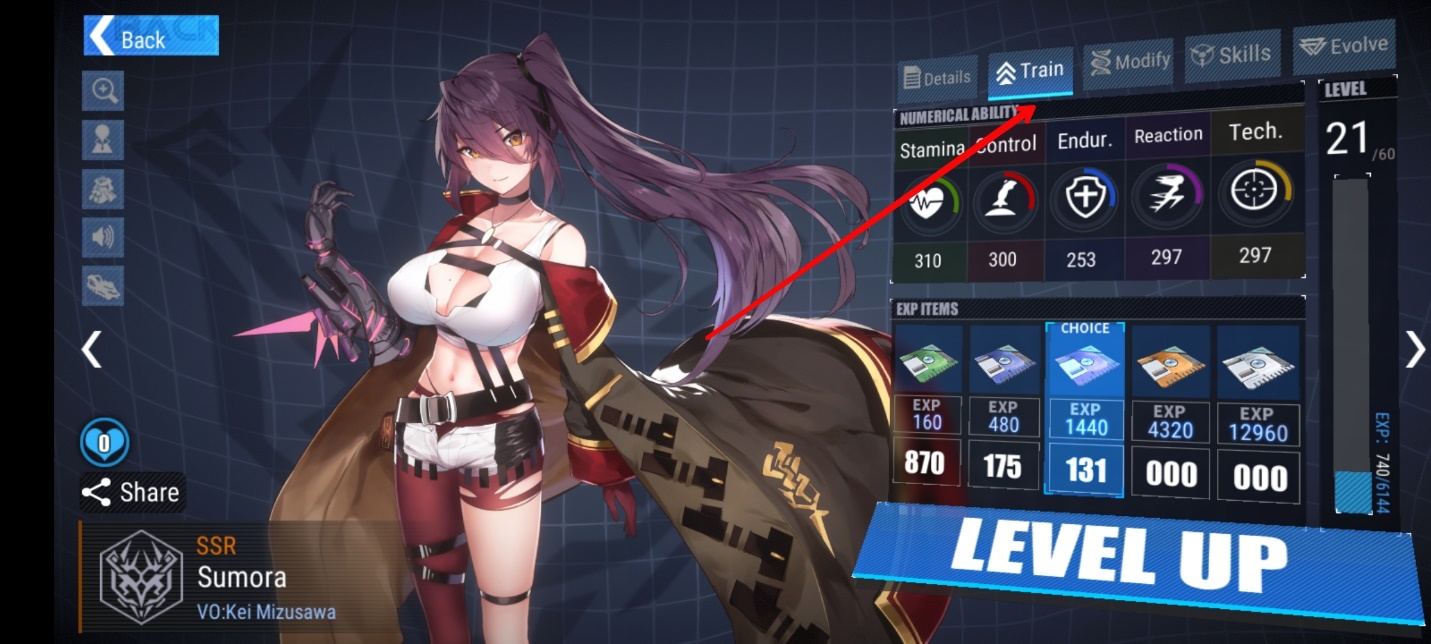 Back
Details
Train
Modify
Skills
Evolve
NUMERICAL ABILITY
Stamina
Control
Endur.
Reaction
Tech.
310
300
253
297
297
LEVEL
21
/60
EXP ITEMS
CHOICE
EXP
160
EXP
480
EXP
1440
EXP
4320
EXP
12960
870
175
131
000
000
EXP: 740/6144
0
Share
LEVEL UP
SSR
Sumora
VO:Kei Mizusawa